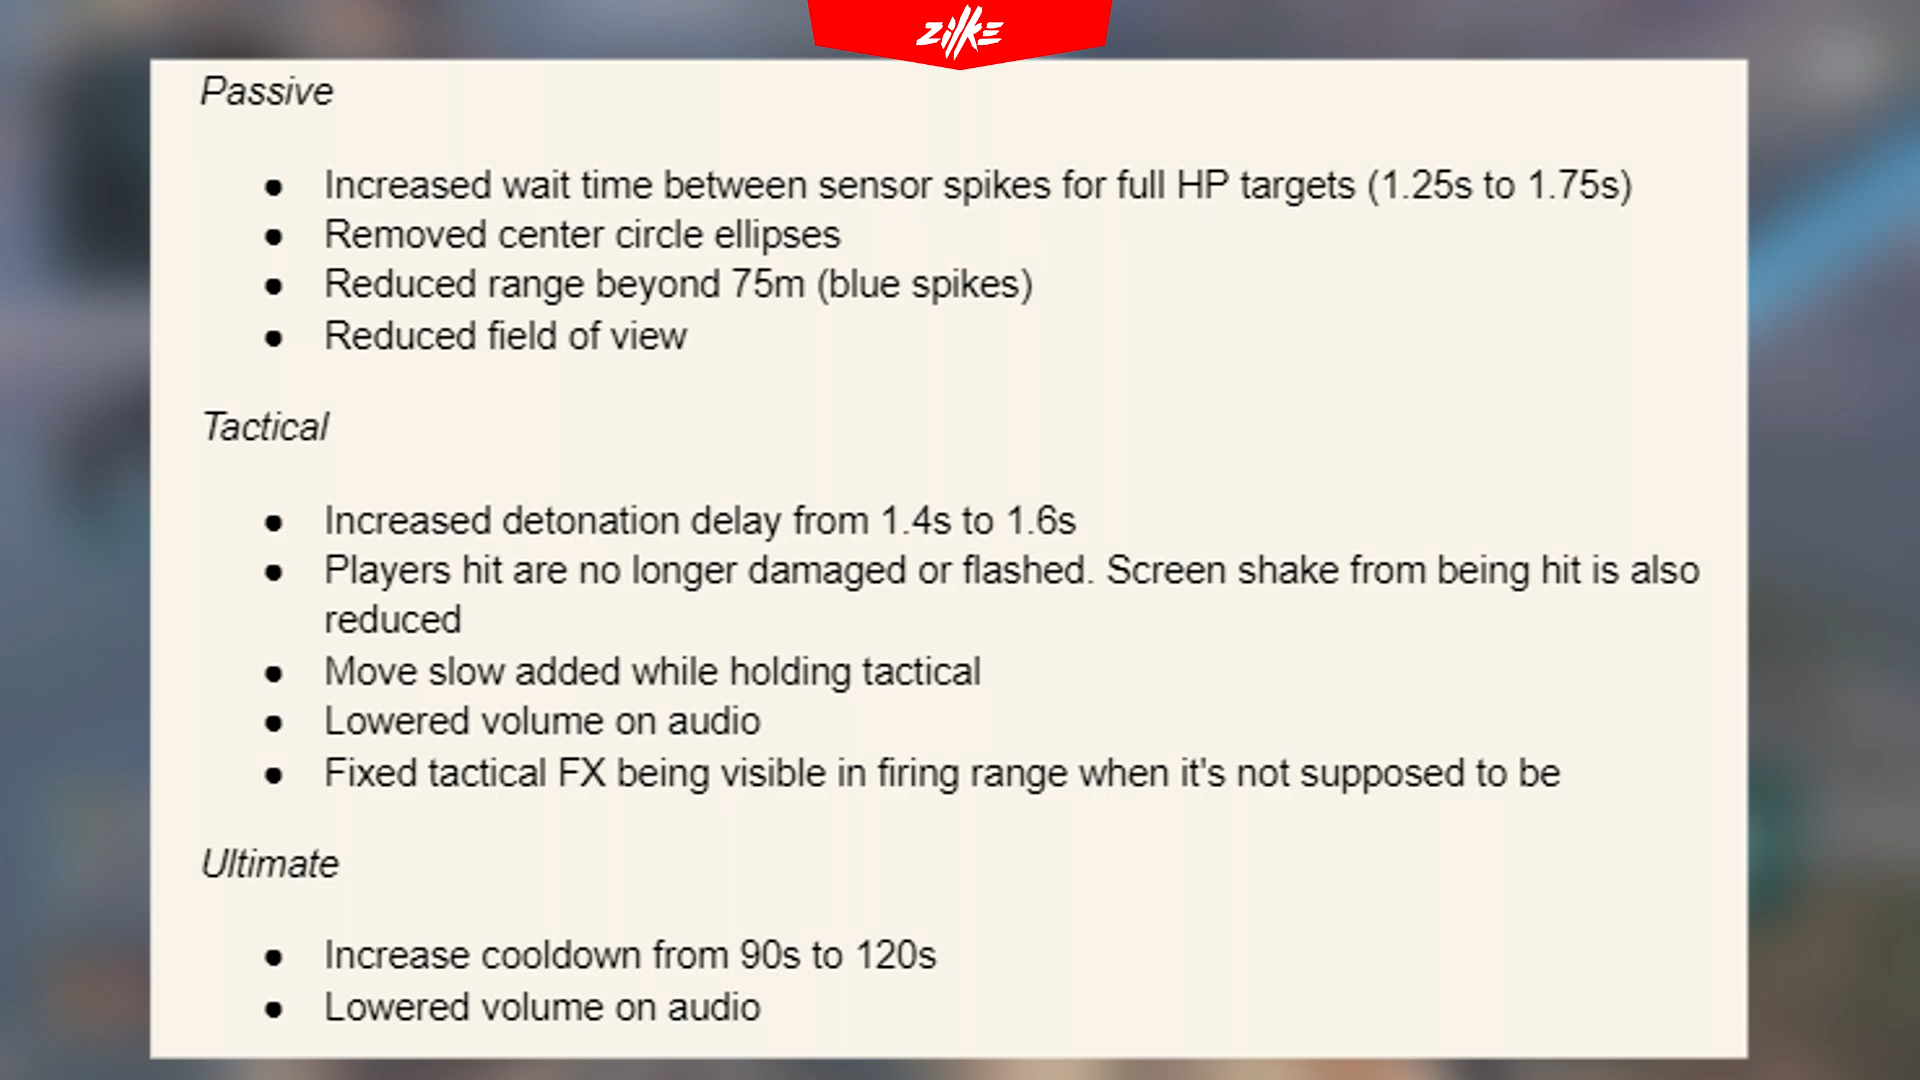 ZILKE
Passive
● Increased wait time between sensor spikes for full HP targets (1.25s to 1.75s)
● Removed center circle ellipses
● Reduced range beyond 75m (blue spikes)
● Reduced field of view
Tactical
● Increased detonation delay from 1.4s to 1.6s
● Players hit are no longer damaged or flashed. Screen shake from being hit is also
reduced
● Move slow added while holding tactical
● Lowered volume on audio
● Fixed tactical FX being visible in firing range when it's not supposed to be
Ultimate
● Increase cooldown from 90s to 120s
● Lowered volume on audio